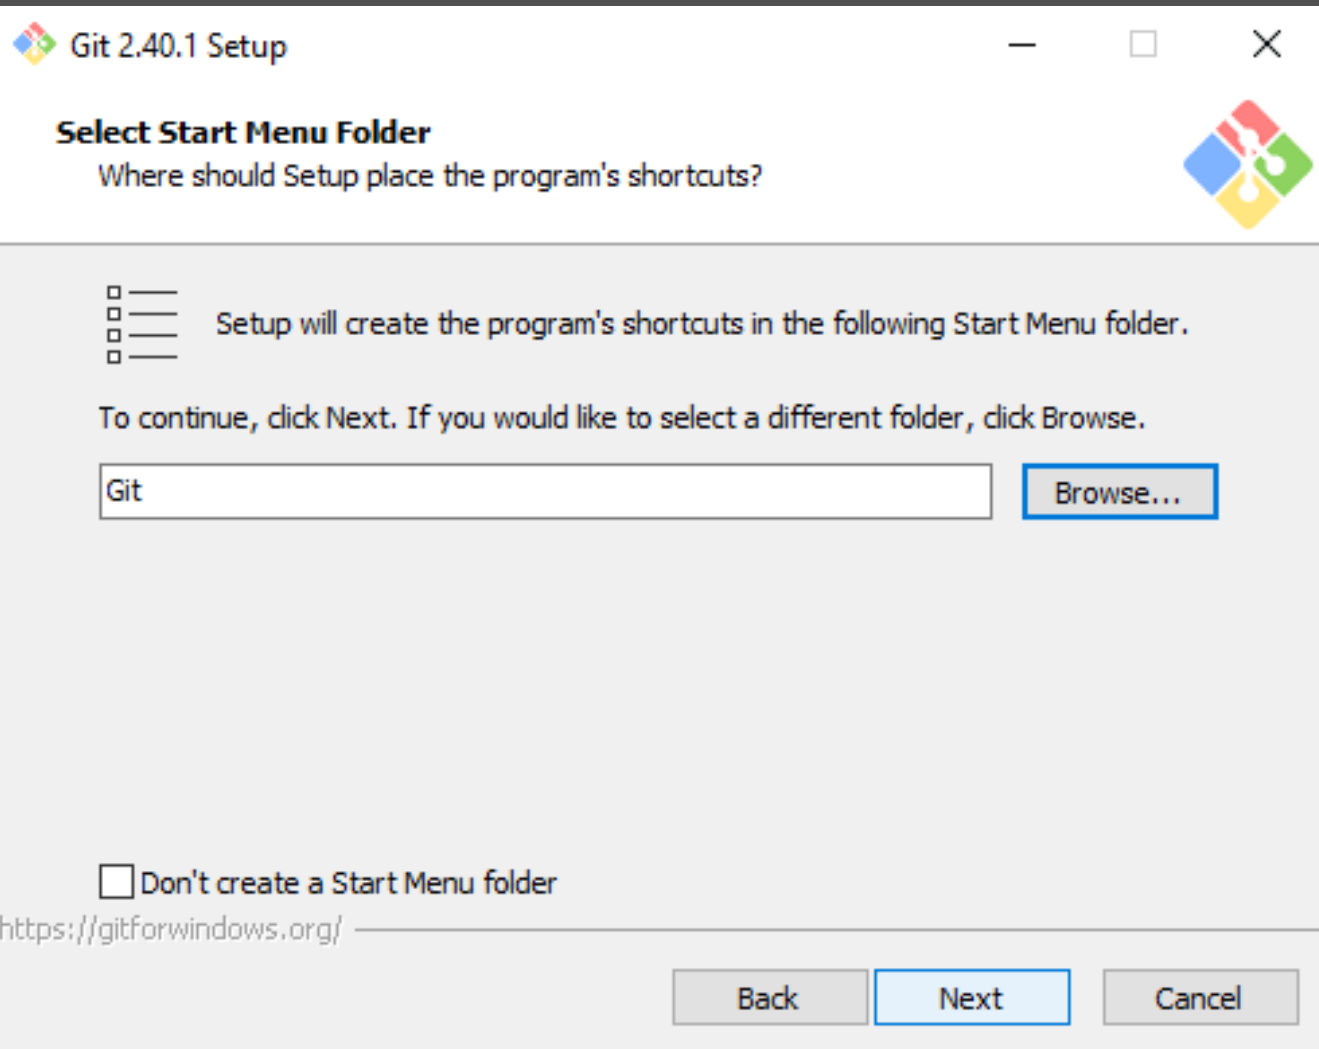 Git 2.40.1 Setup
Select Start Menu Folder
Where should Setup place the program's shortcuts?
Setup will create the program's shortcuts in the following Start Menu folder.
To continue, click Next. If you would like to select a different folder, click Browse.
Git
Browse...
Don't create a Start Menu folder
https://gitforwindows.org/
Back
Next
Cancel